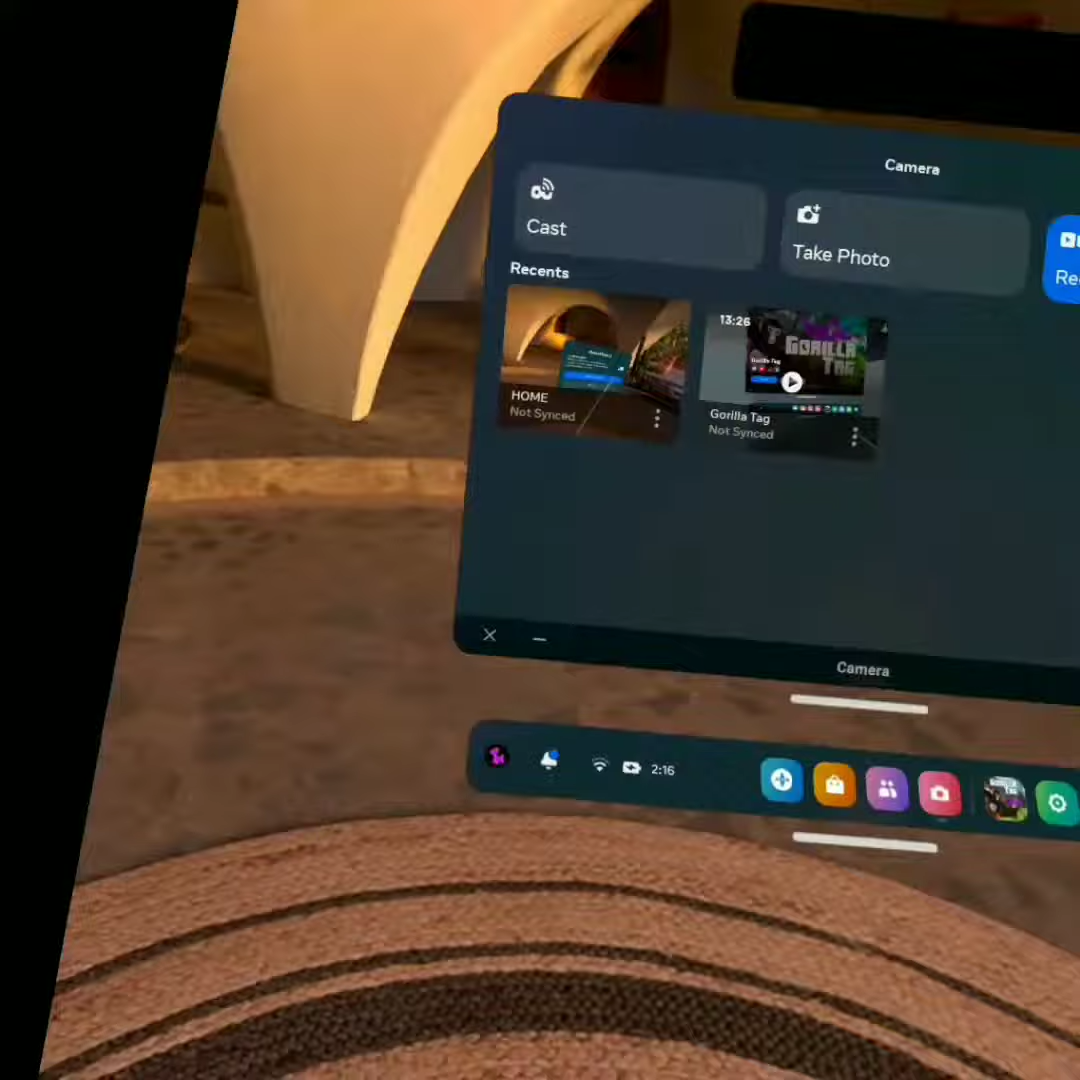 Camera
Cast
Take Photo
Re
Recents
13:26
GORILLA
TAG
HOME
Not Synced
Gorilla Tag
Not Synced
Camera
2:16